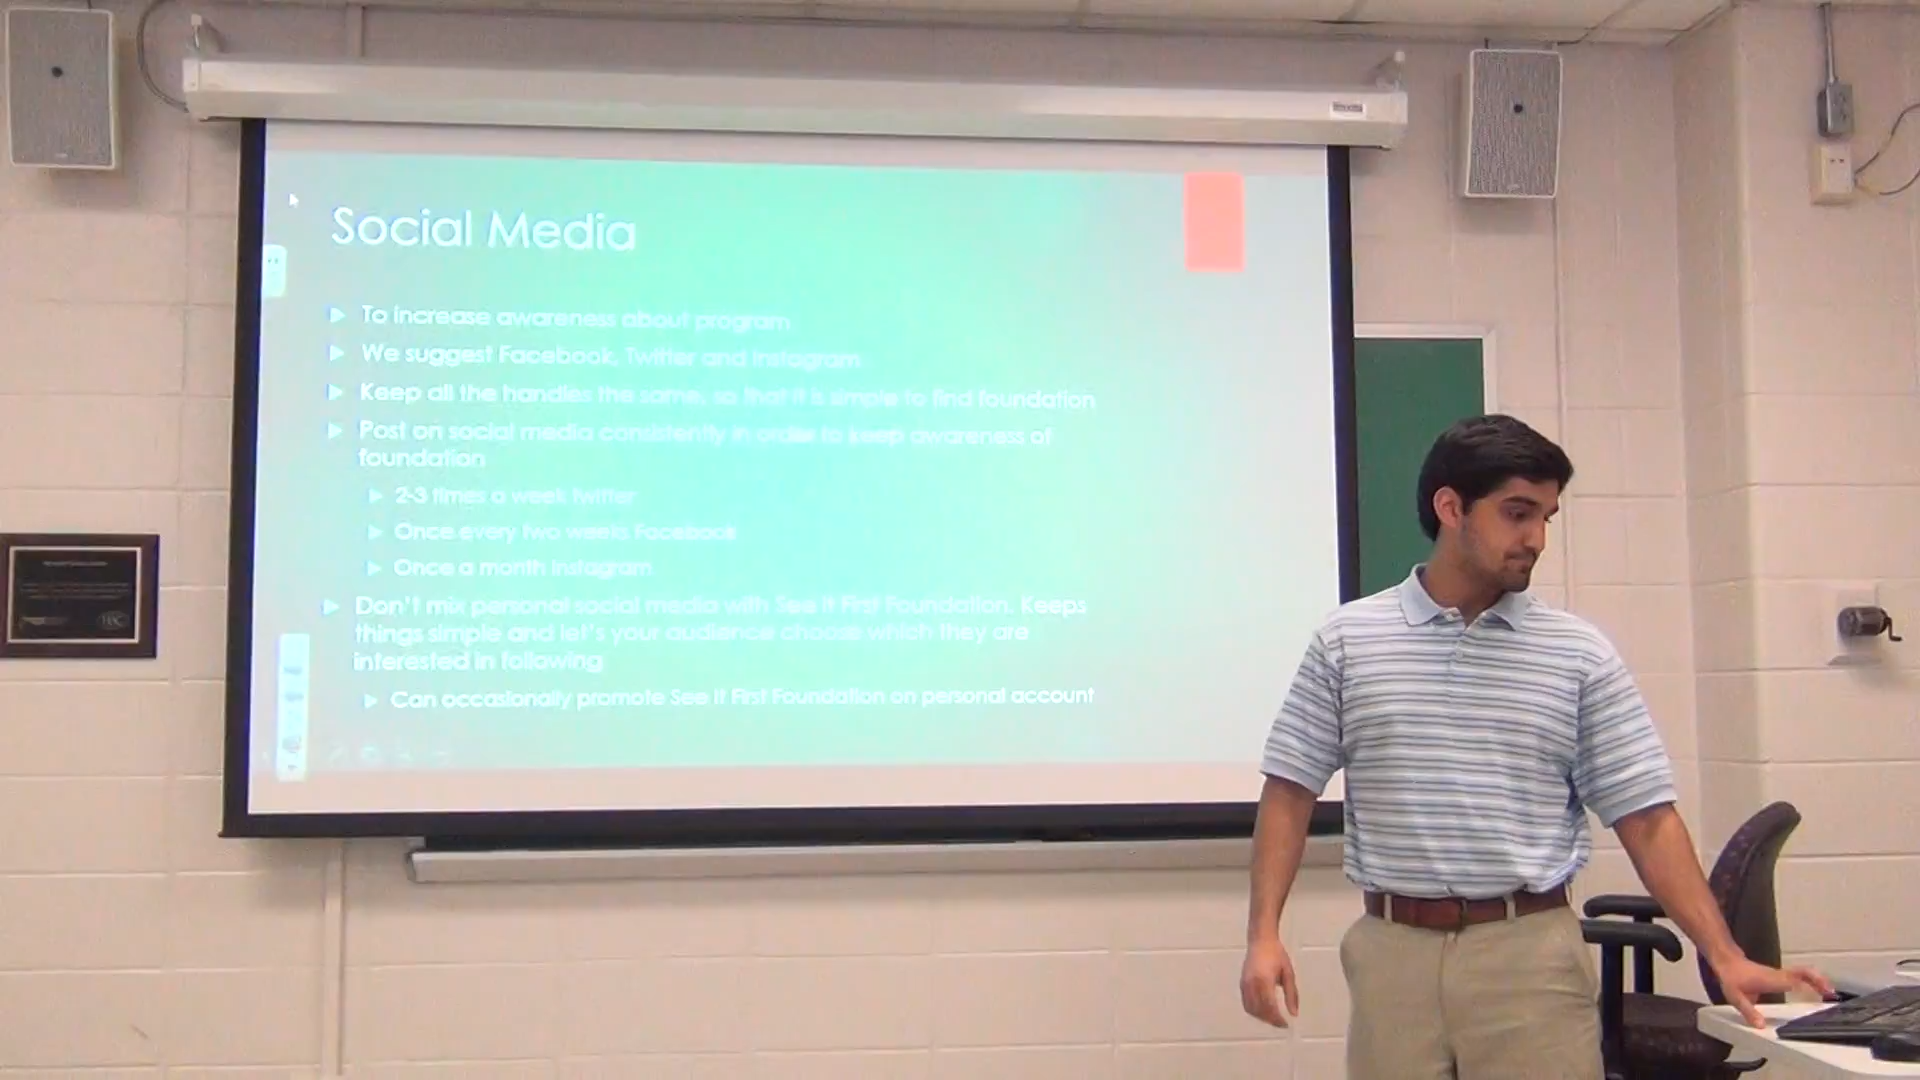 Social Media
To increase awareness about program
We suggest Facebook, Twitter and Instagram
Keep all the handles the same, so that it is simple to find foundation
Post on social media consistently in order to keep awareness of
foundation
2-3 times a week twitter
Once every two weeks Facebook
Once a month Instagram
Don't mix personal social media with See It First Foundation. Keeps
things simple and let's your audience choose which they are
interested in following
Can occasionally promote See It First Foundation on personal account